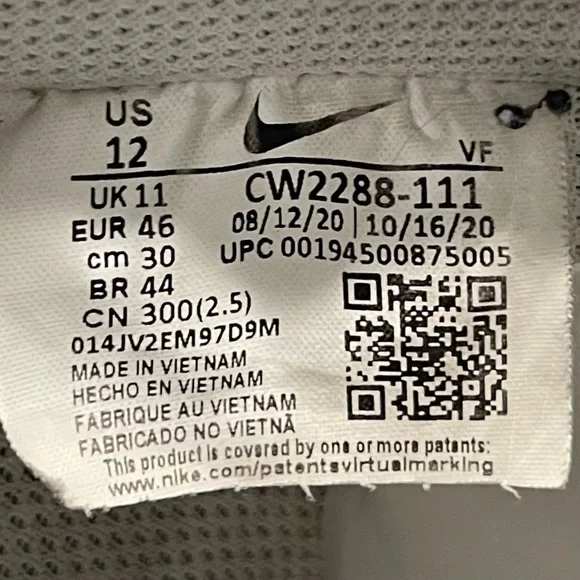 US
12
VF
UK 11
CW2288-111
EUR 46
08/12/20 | 10/16/20
cm 30
UPC 00194500875005
BR 44
CN 300(2.5)
014JV2EM97D9M
MADE IN VIETNAM
HECHO EN VIETNAM
FABRIQUE AU VIETNAM
FABRICADO NO VIETNÃ
This product is covered by one or more patents:
www.nike.com/patentsvirtualmarking